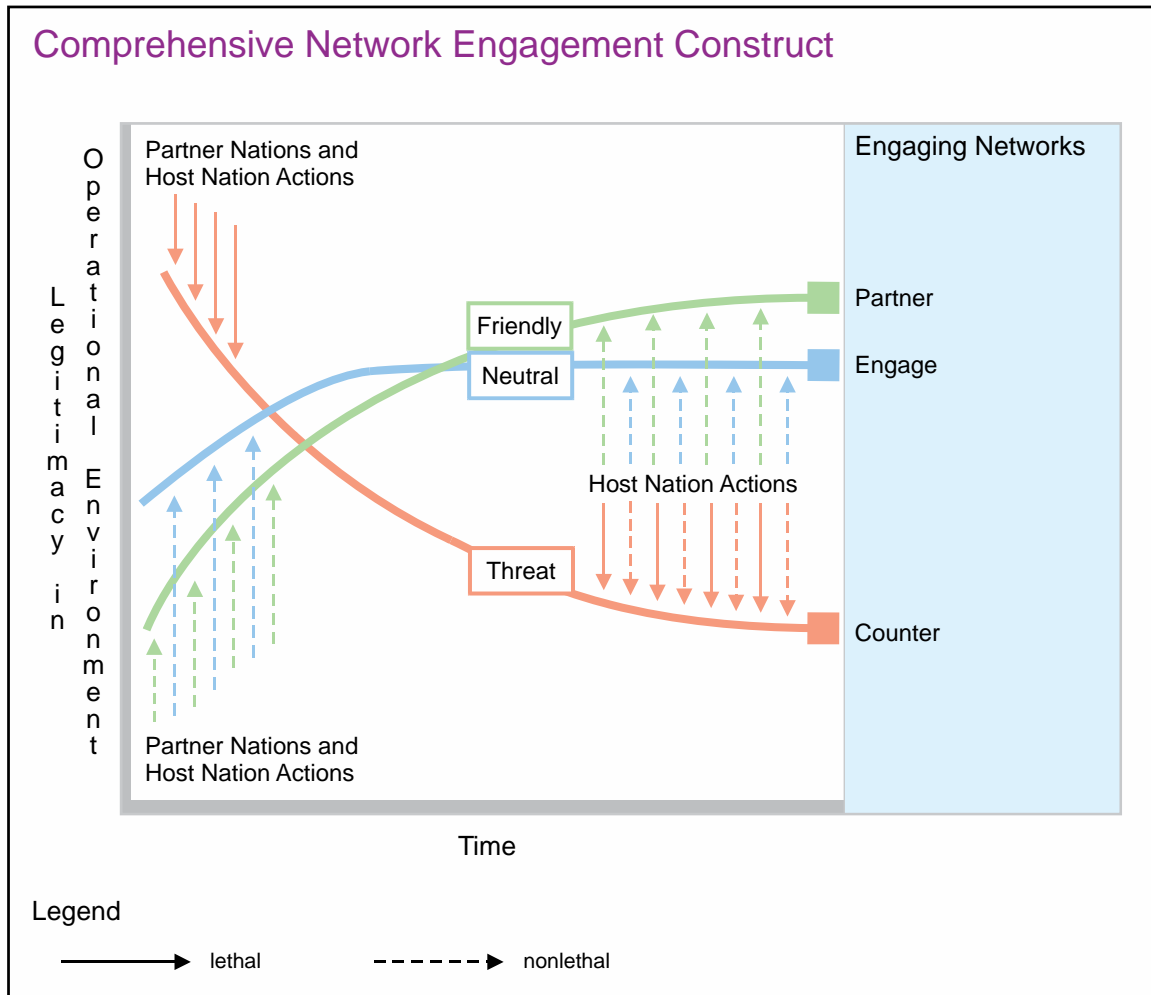 Comprehensive Network Engagement Construct
Legitimacy in
Operational Environment
Partner Nations and
Host Nation Actions
Engaging Networks
Friendly
Partner
Neutral
Engage
Host Nation Actions
Threat
Counter
Partner Nations and
Host Nation Actions
Time
Legend
lethal
nonlethal